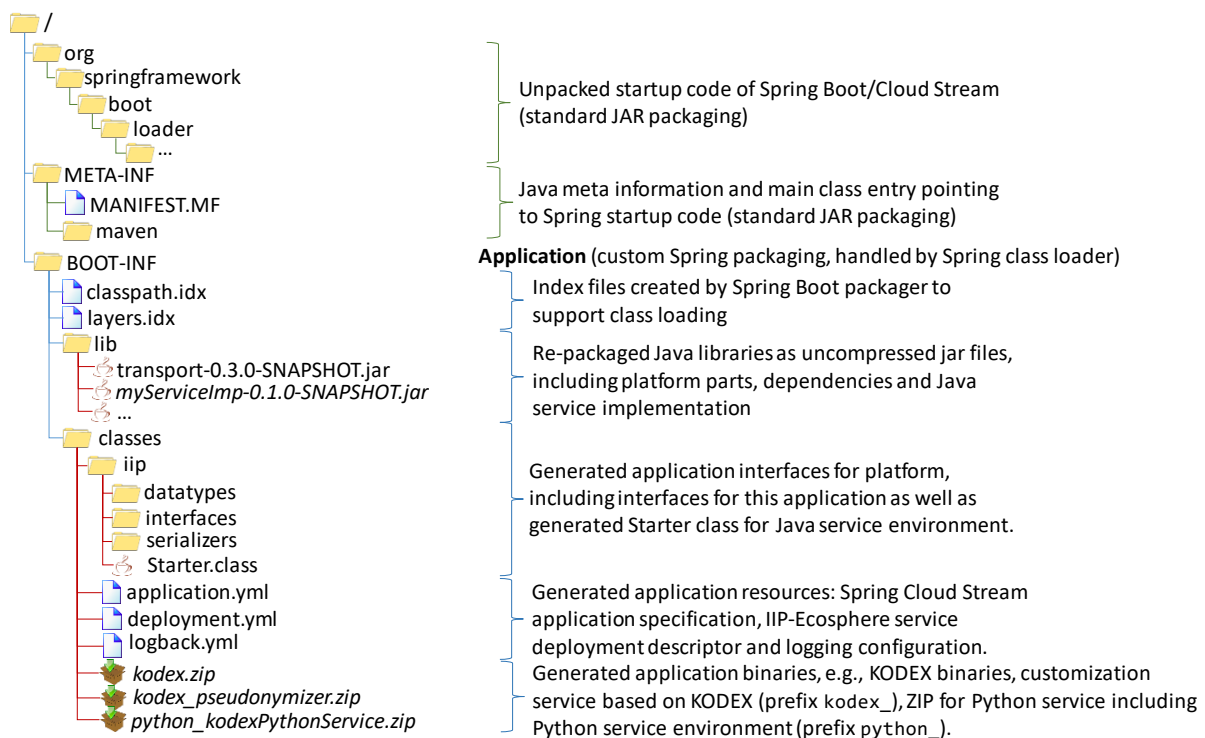 /
org
springframework
boot
loader
...
Unpacked startup code of Spring Boot/Cloud Stream
(standard JAR packaging)
META-INF
MANIFEST.MF
maven
Java meta information and main class entry pointing
to Spring startup code (standard JAR packaging)
BOOT-INF
Application (custom Spring packaging, handled by Spring class loader)
classpath.idx
layers.idx
Index files created by Spring Boot packager to
support class loading
lib
transport-0.3.0-SNAPSHOT.jar
myServiceImp-0.1.0-SNAPSHOT.jar
...
Re-packaged Java libraries as uncompressed jar files,
including platform parts, dependencies and Java
service implementation
classes
iip
datatypes
interfaces
serializers
Starter.class
Generated application interfaces for platform,
including interfaces for this application as well as
generated Starter class for Java service environment.
application.yml
deployment.yml
logback.yml
Generated application resources: Spring Cloud Stream
application specification, IIP-Ecosphere service
deployment descriptor and logging configuration.
kodex.zip
kodex_pseudonymizer.zip
python_kodexPythonService.zip
Generated application binaries, e.g., KODEX binaries, customization
service based on KODEX (prefix kodex_), ZIP for Python service including
Python service environment (prefix python_).